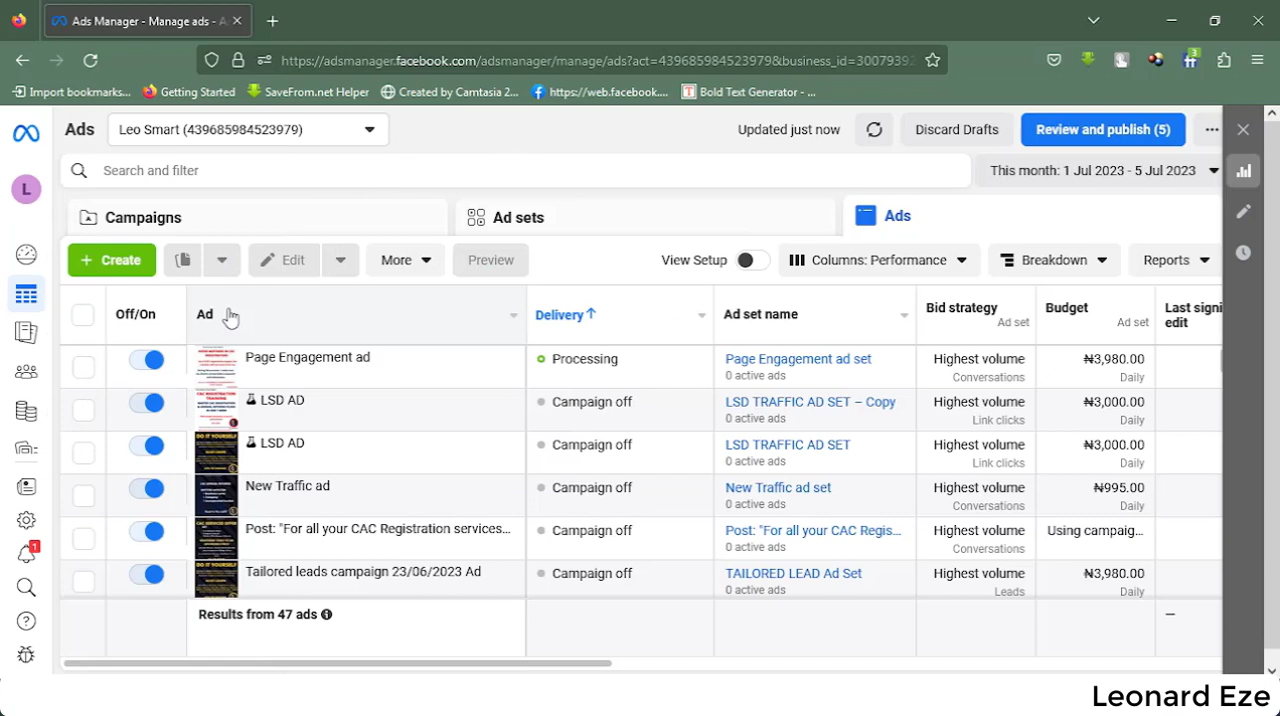 Ads Manager - Manage ads - A
https://adsmanager.facebook.com/adsmanager/manage/ads?act=439685984523979&business_id=30079392
3
Import bookmarks...
Getting Started
SaveFrom.net Helper
Created by Camtasia 2...
https://web.facebook....
Bold Text Generator - ...
Ads
Leo Smart (439685984523979)
Updated just now
Discard Drafts
Review and publish (5)
L
Search and filter
This month: 1 Jul 2023 - 5 Jul 2023
Campaigns
Ad sets
Ads
+ Create
Edit
More
Preview
View Setup
Columns: Performance
Breakdown
Reports
Off/On
Ad
Delivery ↑
Ad set name
Bid strategy
Ad set
Budget
Ad set
Last signi
edit
Page Engagement ad
Processing
Page Engagement ad set
0 active ads
Highest volume
Conversations
₦3,980.00
Daily
LSD AD
Campaign off
LSD TRAFFIC AD SET – Copy
0 active ads
Highest volume
Link clicks
₦3,000.00
Daily
LSD AD
Campaign off
LSD TRAFFIC AD SET
0 active ads
Highest volume
Link clicks
₦3,000.00
Daily
New Traffic ad
Campaign off
New Traffic ad set
0 active ads
Highest volume
Conversations
₦995.00
Daily
Post: "For all your CAC Registration services...
Campaign off
Post: "For all your CAC Regis...
0 active ads
Highest volume
Conversations
Using campaig...
Tailored leads campaign 23/06/2023 A
Campaign off
TAILORED LEAD Ad Set
0 active ads
Highest volume
Leads
₦3,980.00
Daily
1
Results from 47 ads
—
Leonard Eze